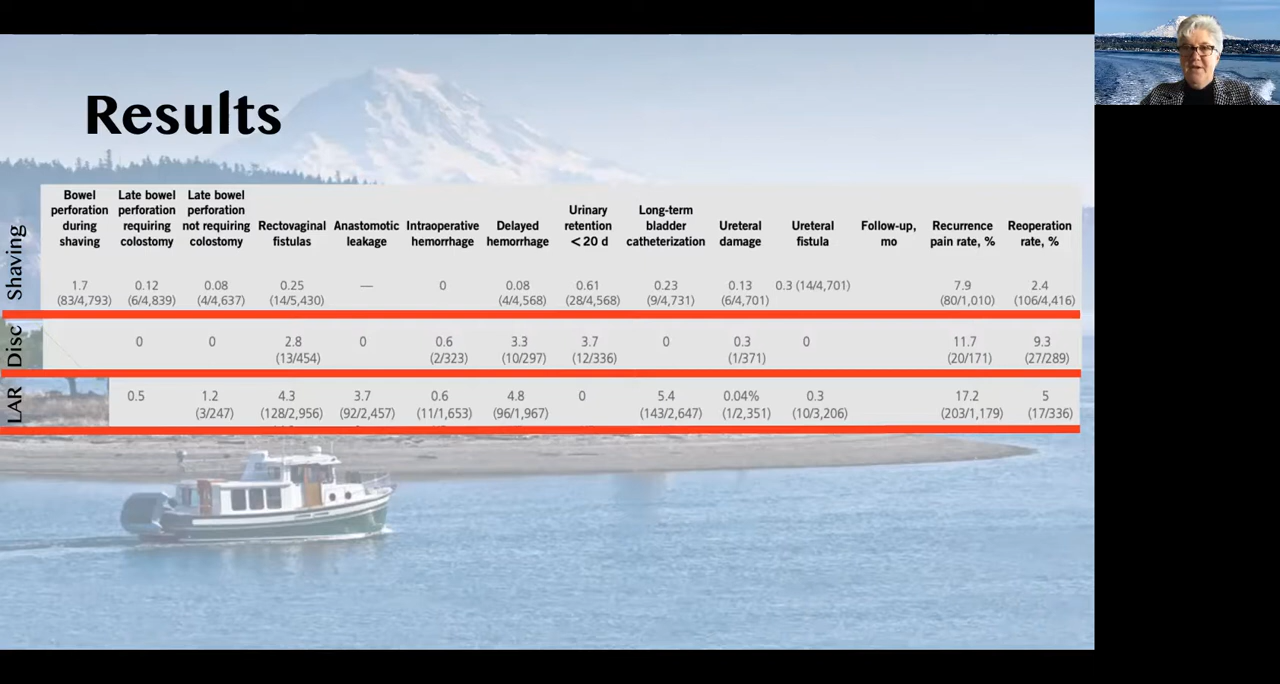 Results
Bowel perforation during shaving
Late bowel perforation requiring colostomy
Late bowel perforation not requiring colostomy
Rectovaginal fistulas
Anastomotic leakage
Intraoperative hemorrhage
Delayed hemorrhage
Urinary retention < 20 d
Long-term bladder catheterization
Ureteral damage
Ureteral fistula
Follow-up, mo
Recurrence pain rate, %
Reoperation rate, %
Shaving
1.7 0.12 0.08 0.25 — 0 0.08 0.61 0.23 0.13 0.3 (14/4,701) 7.9 2.4
(83/4,793) (6/4,839) (4/4,637) (14/5,430) (4/4,568) (28/4,568) (9/4,731) (6/4,701) (80/1,010) (106/4,416)
Disc
0 0 2.8 0 0.6 3.3 3.7 0 0.3 0 11.7 9.3
(13/454) (2/323) (10/297) (12/336) (1/371) (20/171) (27/289)
LAR
0.5 1.2 4.3 3.7 0.6 4.8 0 5.4 0.04% 0.3 17.2 5
(3/247) (128/2,956) (92/2,457) (11/1,653) (96/1,967) (143/2,647) (1/2,351) (10/3,206) (203/1,179) (17/336)